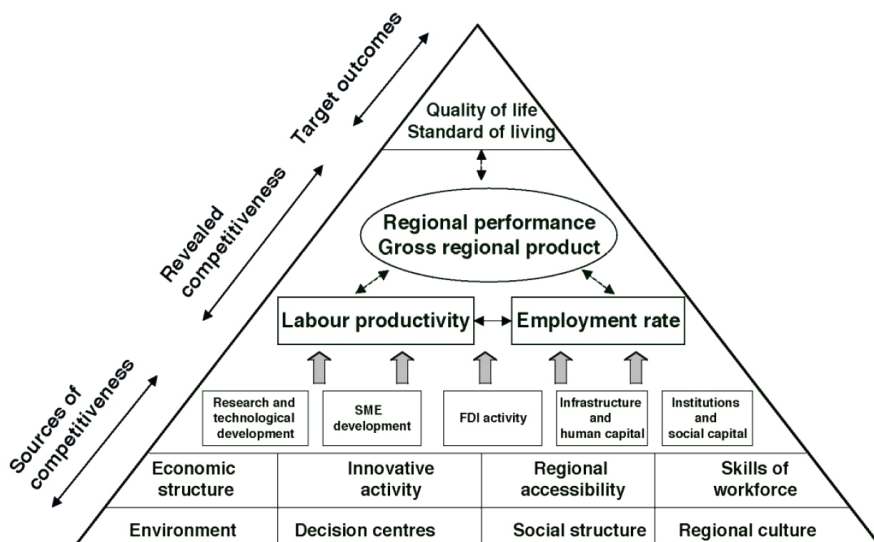 Target outcomes
Quality of life
Standard of living
Revealed
competitiveness
Regional performance
Gross regional product
Labour productivity
Employment rate
Sources of
competitiveness
Research and
technological
development
SME
development
FDI activity
Infrastructure
and
human capital
Institutions
and
social capital
Economic
structure
Innovative
activity
Regional
accessibility
Skills of
workforce
Environment
Decision centres
Social structure
Regional culture